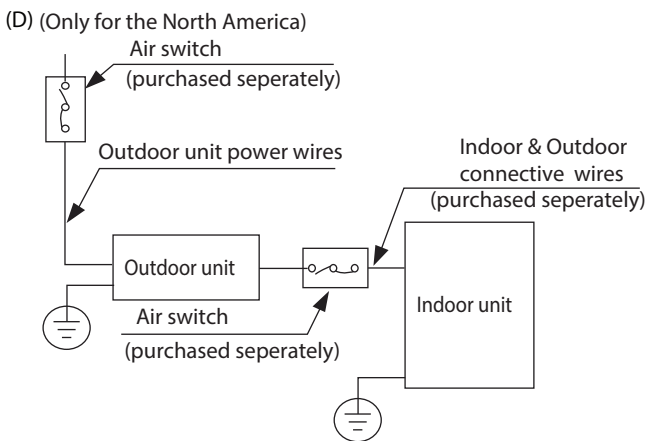 (D) (Only for the North America)
Air switch
(purchased seperately)
Outdoor unit power wires
Indoor & Outdoor
connective wires
(purchased seperately)
Outdoor unit
Indoor unit
Air switch
(purchased seperately)